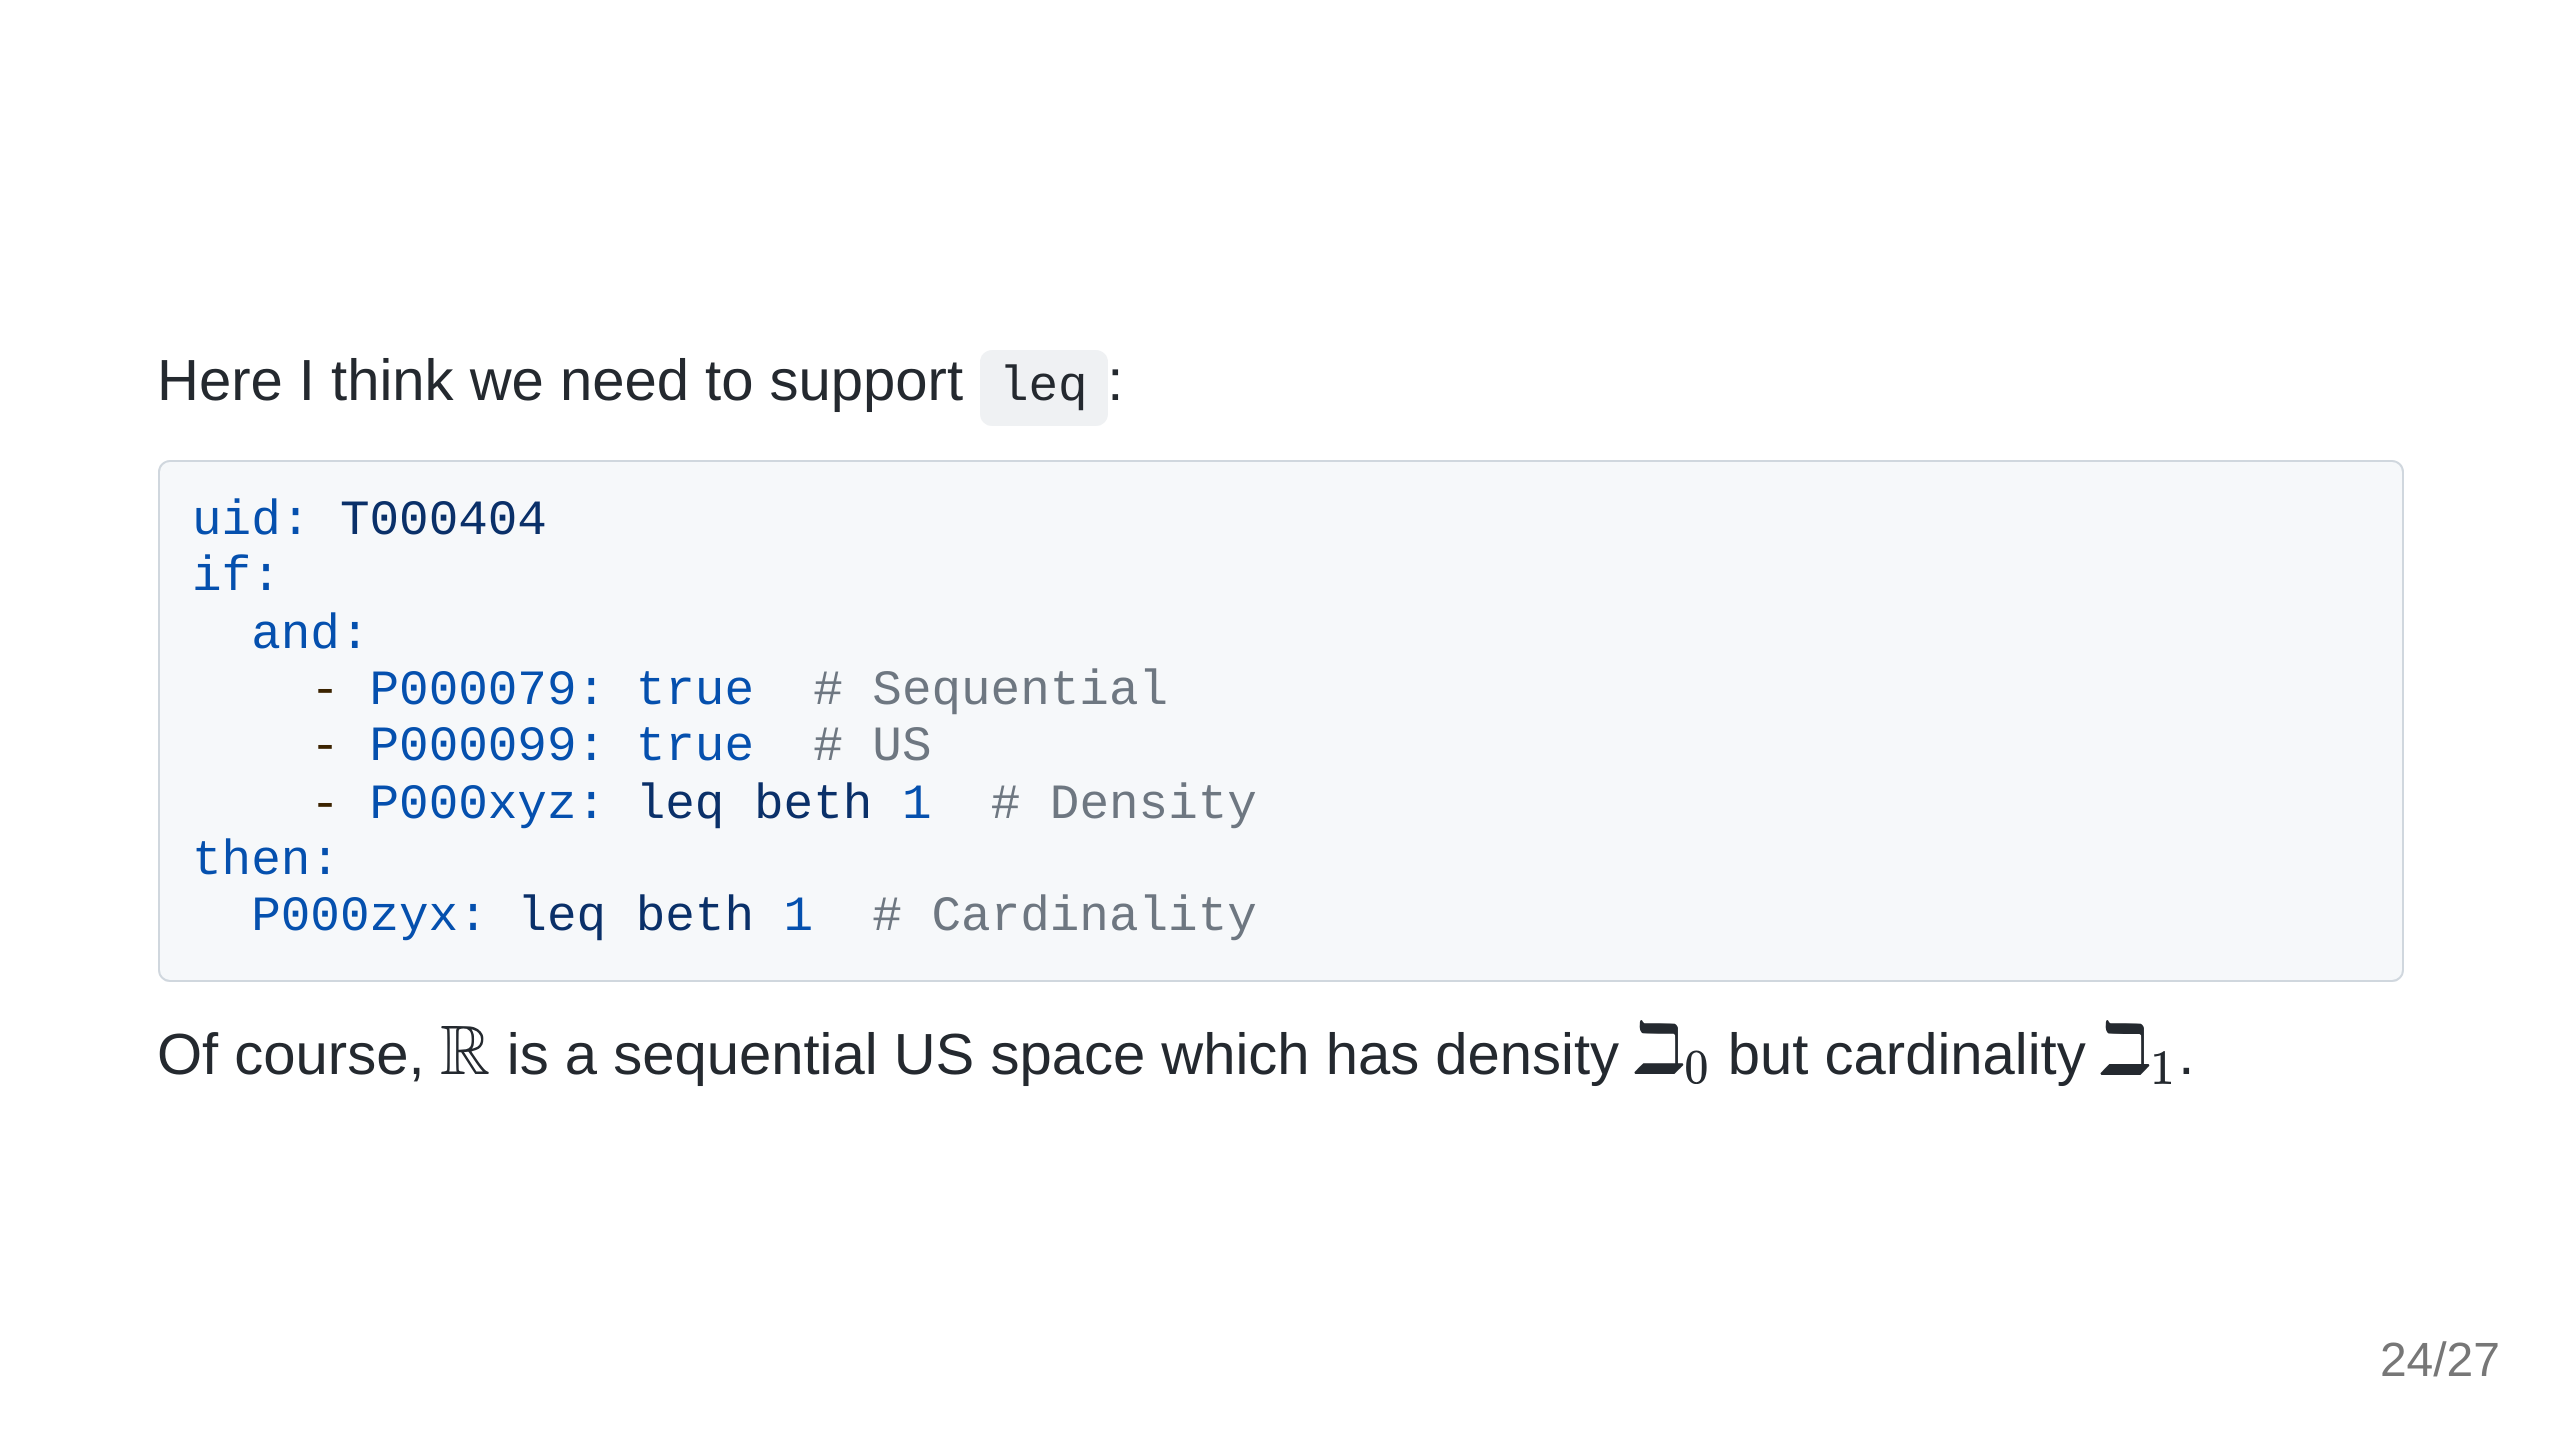 Here I think we need to support leq:
uid: T000404
if:
  and:
    - P000079: true  # Sequential
    - P000099: true  # US
    - P000xyz: leq beth 1  # Density
then:
  P000zyx: leq beth 1  # Cardinality
Of course, ℝ is a sequential US space which has density ℶ₀ but cardinality ℶ₁.
24/27